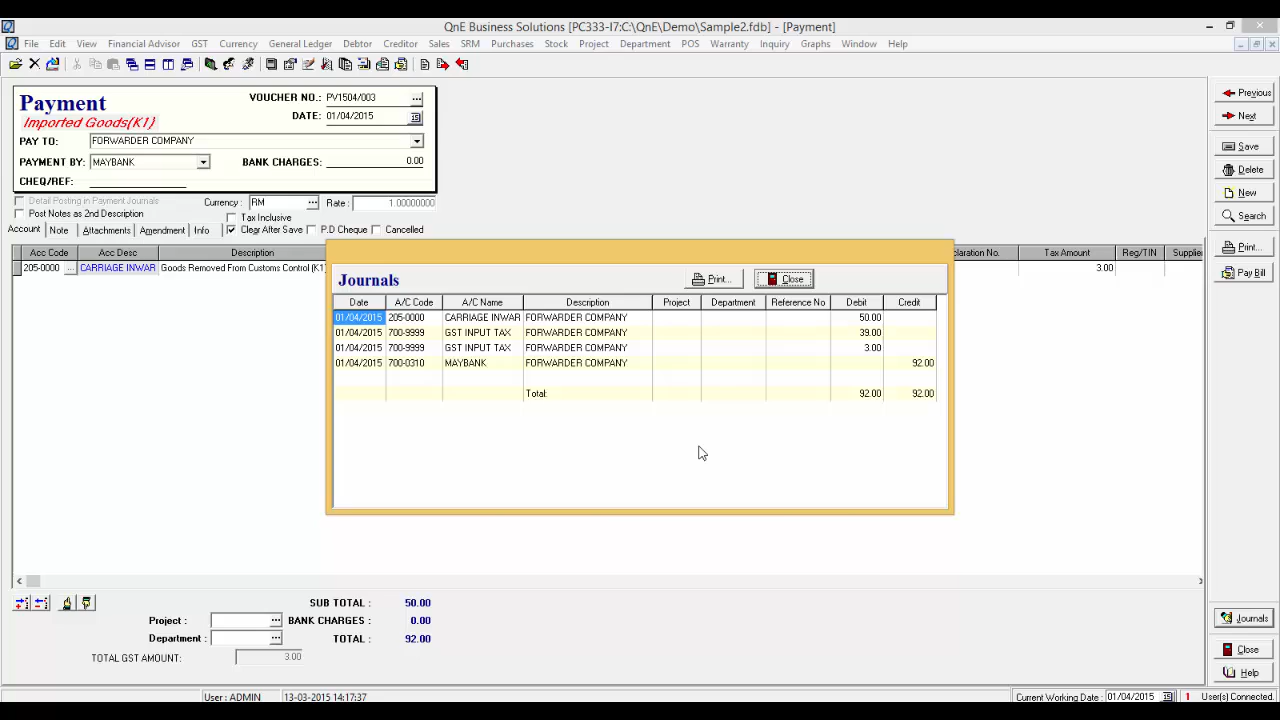 QnE Business Solutions [PC333-I7:C:\QnE\Demo\Sample2.fdb] - [Payment]
File Edit View Financial Advisor GST Currency General Ledger Debtor Creditor Sales SRM Purchases Stock Project Department POS Warranty Inquiry Graphs Window Help
Payment
Imported Goods(K1)
VOUCHER NO.: PV1504/003
DATE: 01/04/2015
PAY TO: FORWARDER COMPANY
PAYMENT BY: MAYBANK BANK CHARGES: 0.00
CHEQ/REF:
Detail Posting in Payment Journals Currency : RM Rate : 1.00000000
Post Notes as 2nd Description Tax Inclusive
Clear After Save P.D Cheque Cancelled
Account Note Attachments Amendment Info
Acc Code Acc Desc Description laration No. Tax Amount Reg/TIN Supplie
205-0000 CARRIAGE INWAR Goods Removed From Customs Control (K1 3.00
Journals Print... Close
Date A/C Code A/C Name Description Project Department Reference No Debit Credit
01/04/2015 205-0000 CARRIAGE INWAR FORWARDER COMPANY 50.00
01/04/2015 700-9999 GST INPUT TAX FORWARDER COMPANY 39.00
01/04/2015 700-9999 GST INPUT TAX FORWARDER COMPANY 3.00
01/04/2015 700-0310 MAYBANK FORWARDER COMPANY 92.00
Total: 92.00 92.00
Previous
Next
Save
Delete
New
Search
Print...
Pay Bill
Journals
Close
Help
SUB TOTAL : 50.00
Project : BANK CHARGES : 0.00
Department : TOTAL : 92.00
TOTAL GST AMOUNT: 3.00
User : ADMIN 13-03-2015 14:17:37 Current Working Date : 01/04/2015 1 User(s) Connected.